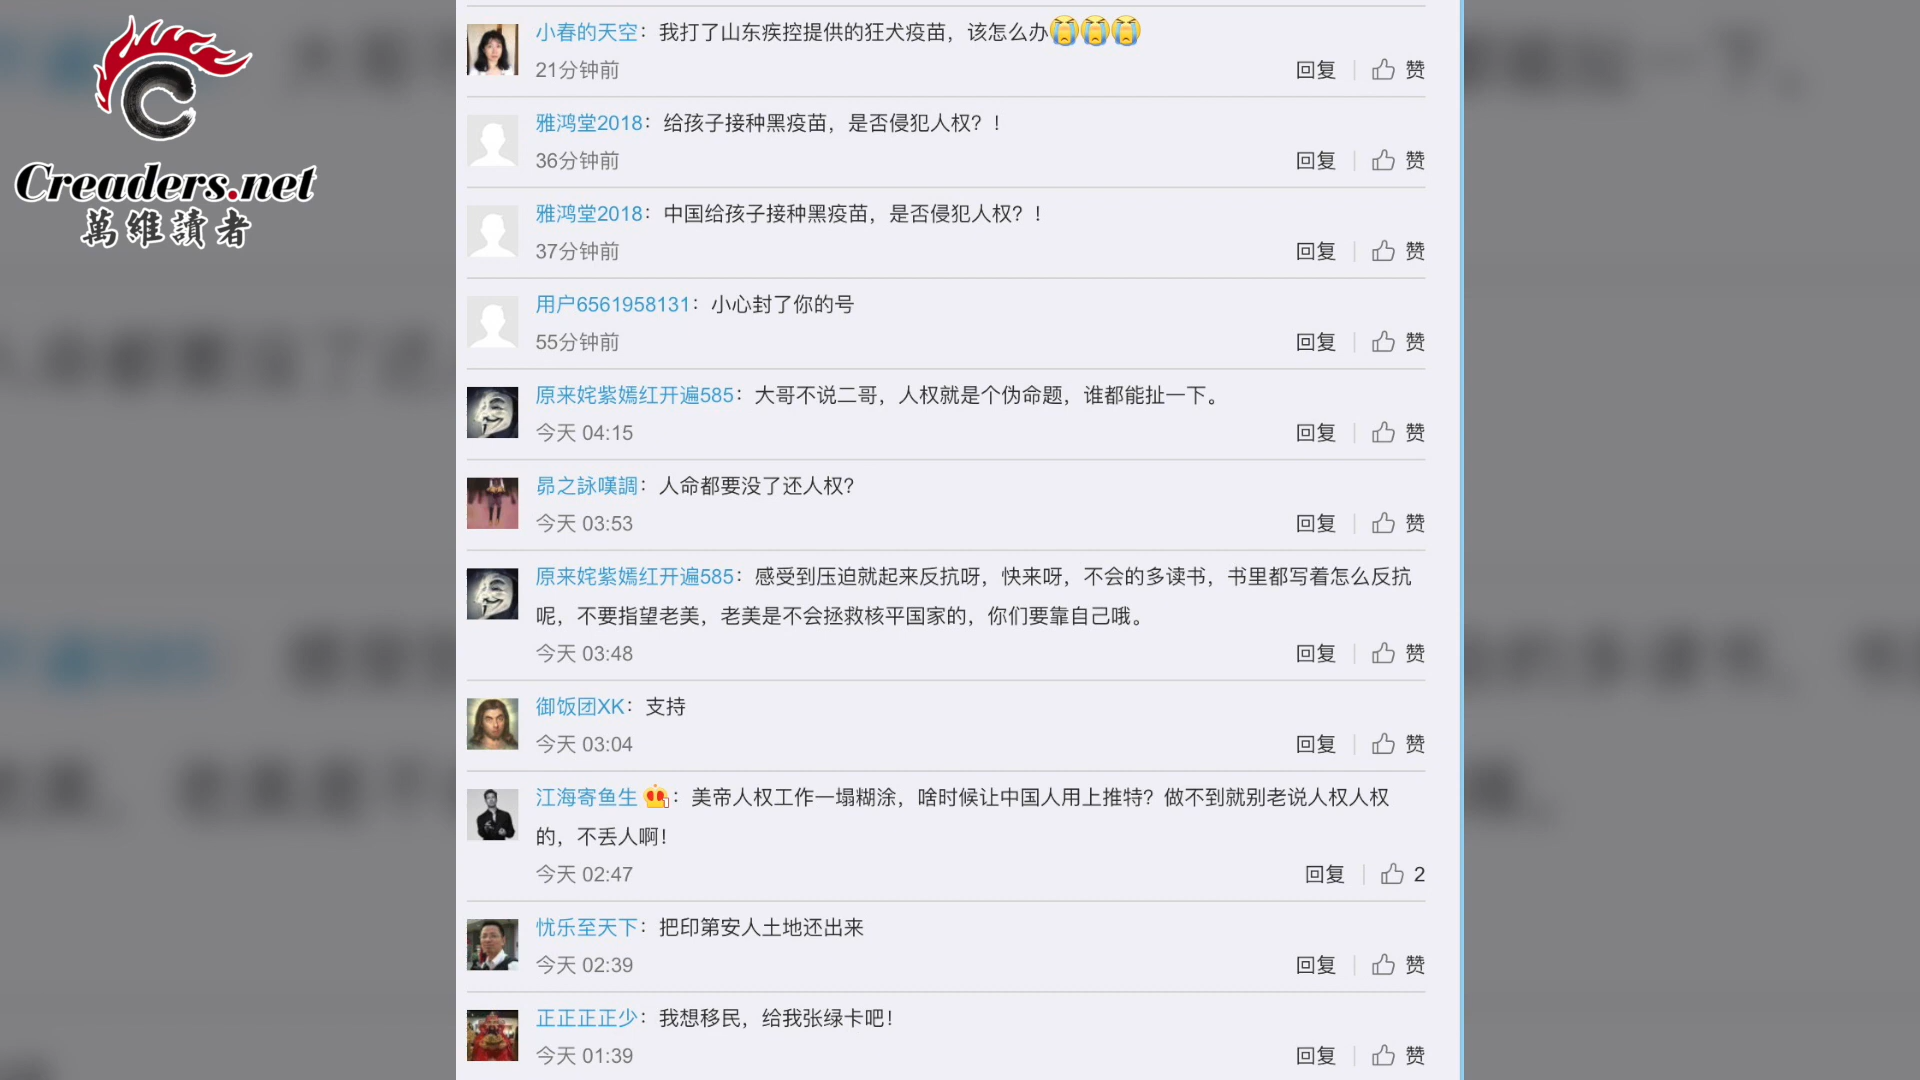 Creaders.net
萬維讀者
小春的天空：我打了山东疾控提供的狂犬疫苗，该怎么办😭😭😭
21分钟前
回复 赞
雅鸿堂2018：给孩子接种黑疫苗，是否侵犯人权？！
36分钟前
回复 赞
雅鸿堂2018：中国给孩子接种黑疫苗，是否侵犯人权？！
37分钟前
回复 赞
用户6561958131：小心封了你的号
55分钟前
回复 赞
原来姹紫嫣红开遍585：大哥不说二哥，人权就是个伪命题，谁都能扯一下。
今天 04:15
回复 赞
昴之詠嘆調：人命都要没了还人权？
今天 03:53
回复 赞
原来姹紫嫣红开遍585：感受到压迫就起来反抗呀，快来呀，不会的多读书，书里都写着怎么反抗
呢，不要指望老美，老美是不会拯救核平国家的，你们要靠自己哦。
今天 03:48
回复 赞
御饭团XK：支持
今天 03:04
回复 赞
江海寄鱼生：美帝人权工作一塌糊涂，啥时候让中国人用上推特？做不到就别老说人权人权
的，不丢人啊！
今天 02:47
回复 2
忧乐至天下：把印第安人土地还出来
今天 02:39
回复 赞
正正正正少：我想移民，给我张绿卡吧！
今天 01:39
回复 赞